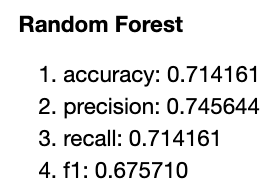 Random Forest
1. accuracy: 0.714161
2. precision: 0.745644
3. recall: 0.714161
4. f1: 0.675710